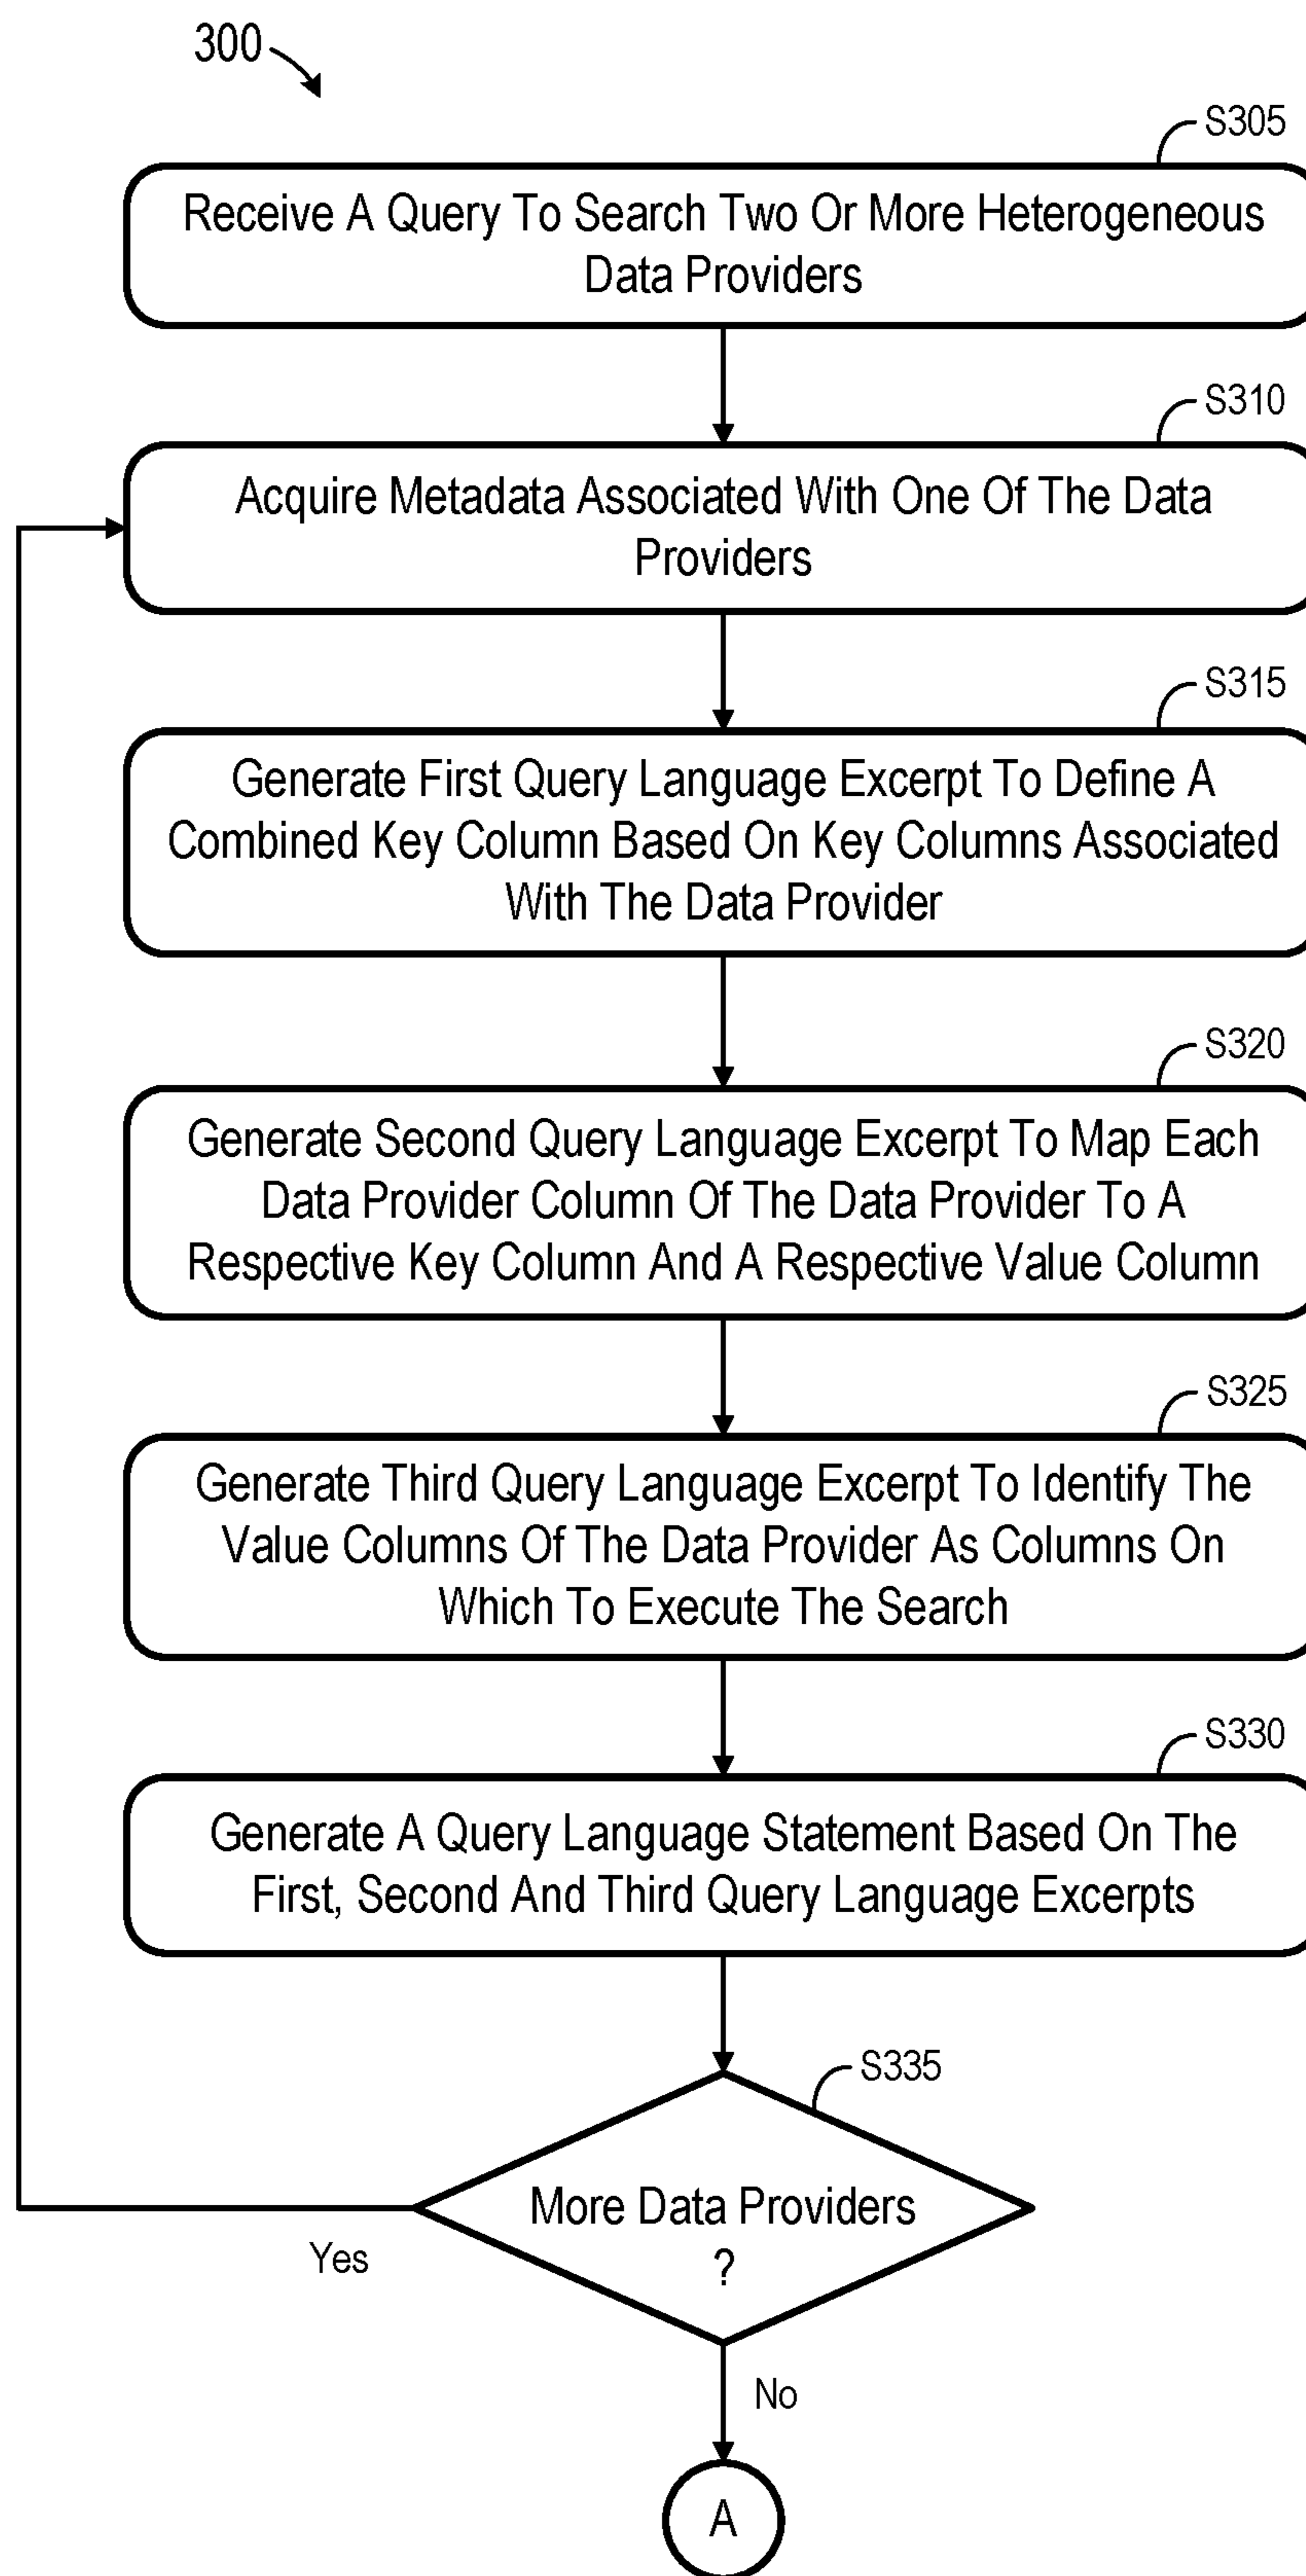 300
S305
Receive A Query To Search Two Or More Heterogeneous
Data Providers
S310
Acquire Metadata Associated With One Of The Data
Providers
S315
Generate First Query Language Excerpt To Define A
Combined Key Column Based On Key Columns Associated
With The Data Provider
S320
Generate Second Query Language Excerpt To Map Each
Data Provider Column Of The Data Provider To A
Respective Key Column And A Respective Value Column
S325
Generate Third Query Language Excerpt To Identify The
Value Columns Of The Data Provider As Columns On
Which To Execute The Search
S330
Generate A Query Language Statement Based On The
First, Second And Third Query Language Excerpts
S335
More Data Providers
?
Yes
No
A